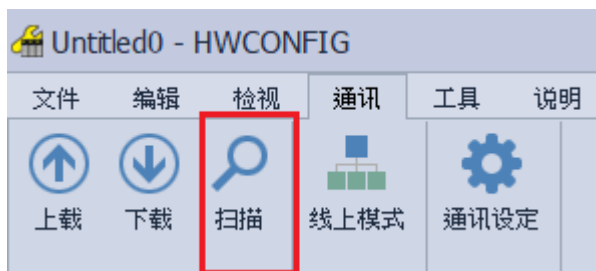 Untitled0 - HWCONFIG
文件 编辑 检视 通讯 工具 说明
上载 下载 扫描 线上模式 通讯设定